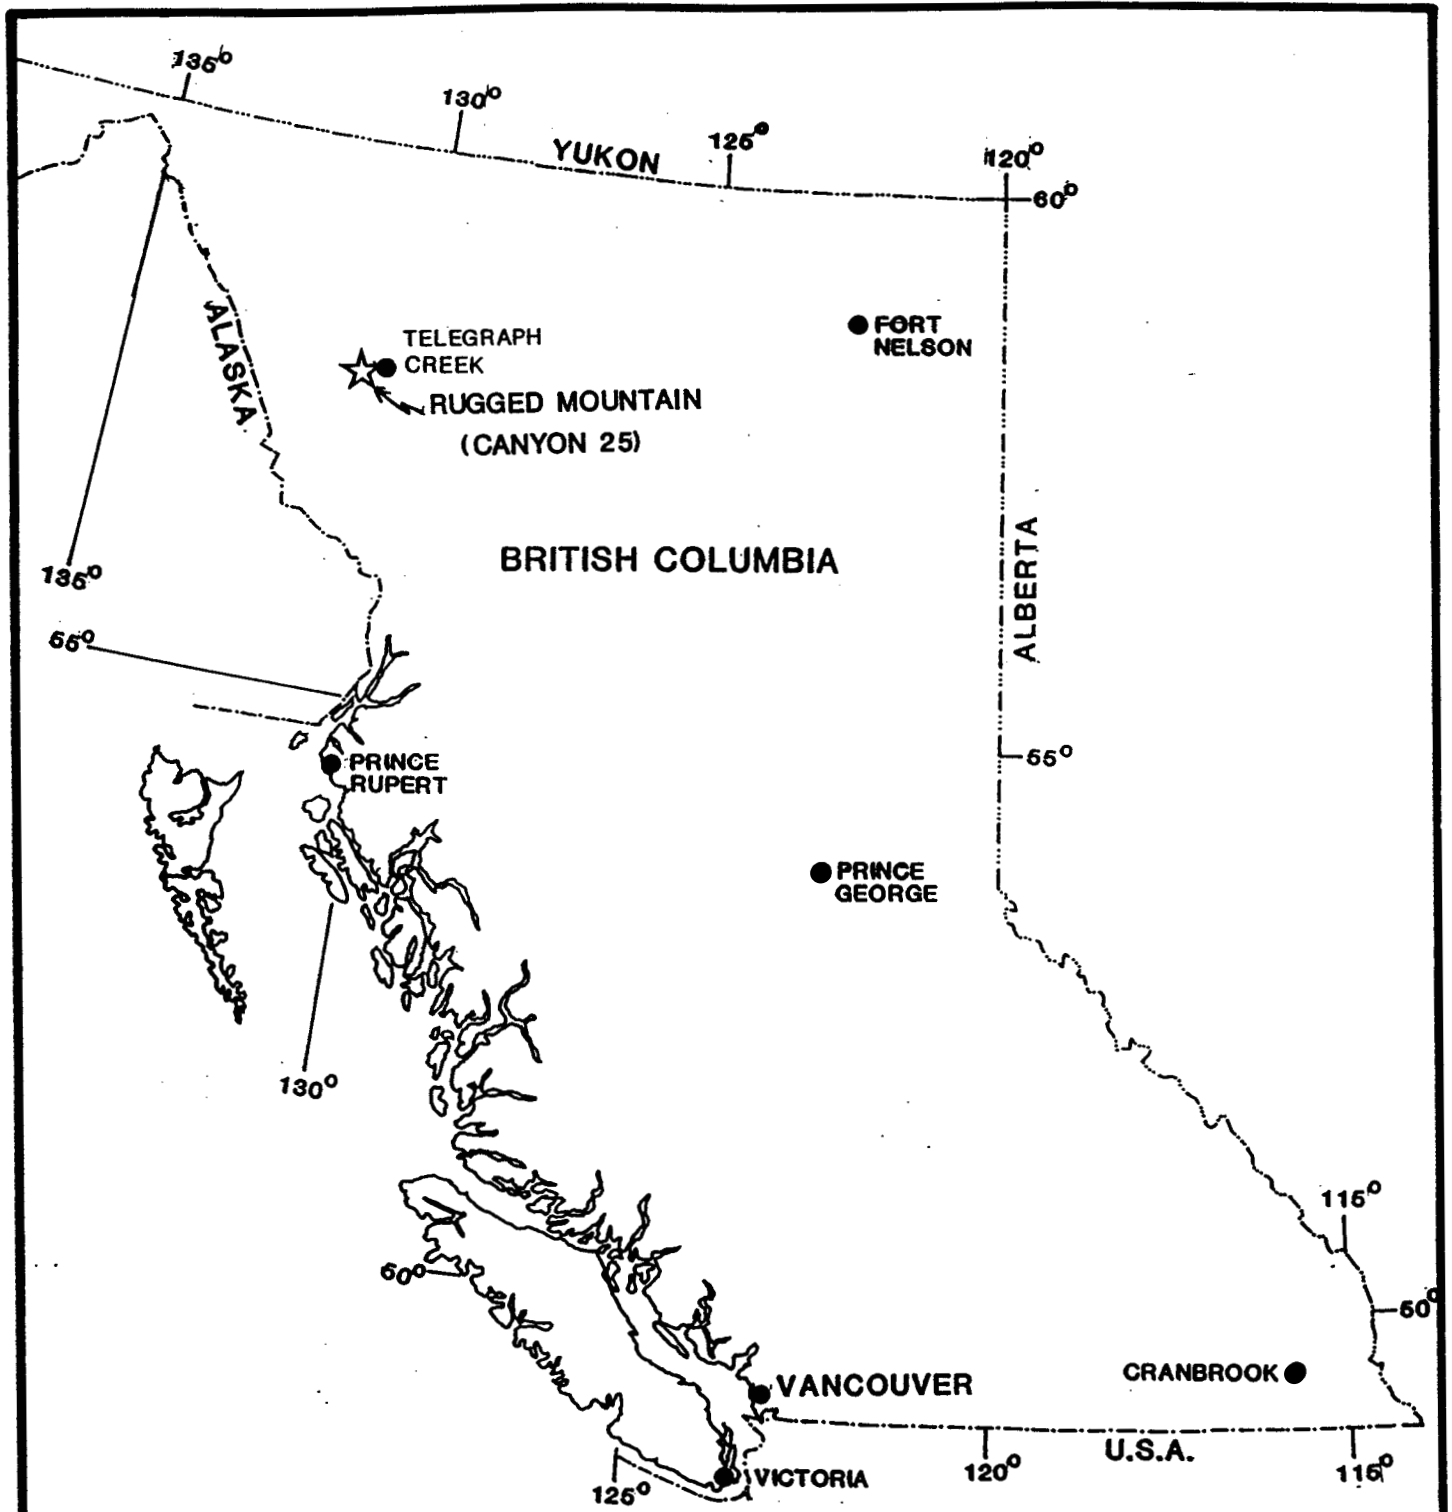 135°
130°
125°
YUKON
120°
60°
ALASKA
TELEGRAPH
CREEK
FORT
NELSON
RUGGED MOUNTAIN
(CANYON 25)
BRITISH COLUMBIA
ALBERTA
135°
55°
55°
PRINCE
RUPERT
PRINCE
GEORGE
130°
115°
50°
50°
CRANBROOK
VANCOUVER
U.S.A.
120°
115°
VICTORIA
125°